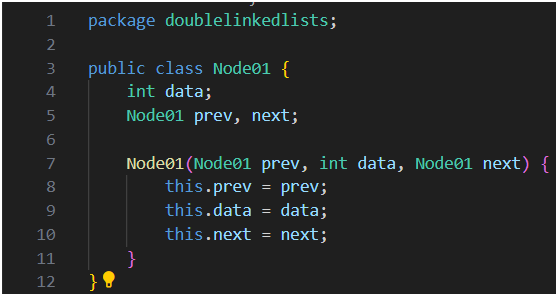 1 package doublelinkedlists;
2
3 public class Node01 {
4     int data;
5     Node01 prev, next;
6
7     Node01(Node01 prev, int data, Node01 next) {
8         this.prev = prev;
9         this.data = data;
10         this.next = next;
11     }
12 }